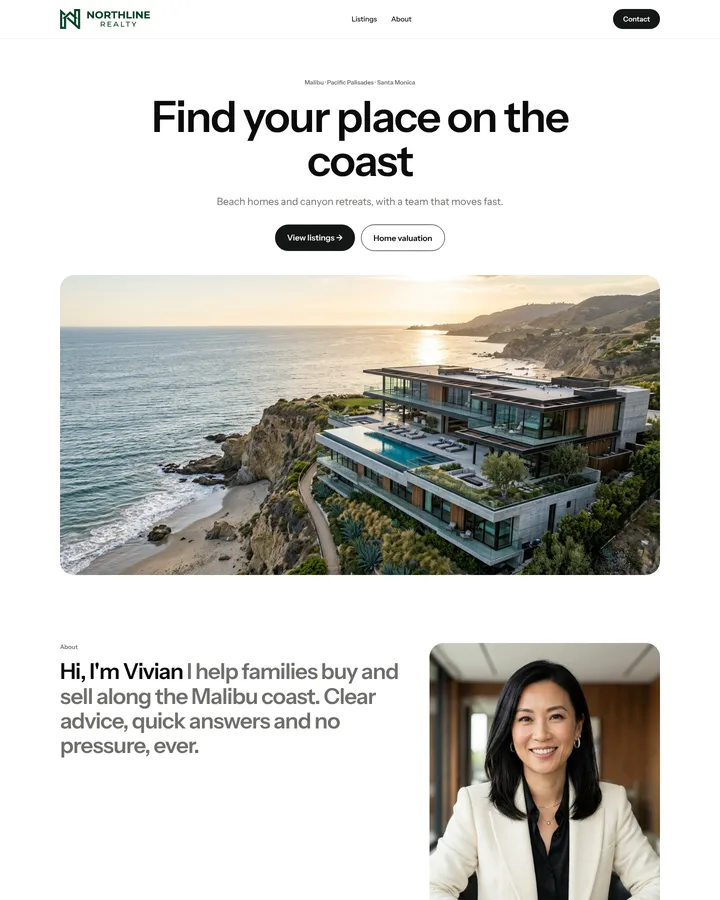 NORTHLINE
REALTY
Listings
About
Contact
Malibu · Pacific Palisades · Santa Monica
Find your place on the
coast
Beach homes and canyon retreats, with a team that moves fast.
View listings →
Home valuation
About
Hi, I'm Vivian I help families buy and
sell along the Malibu coast. Clear
advice, quick answers and no
pressure, ever.